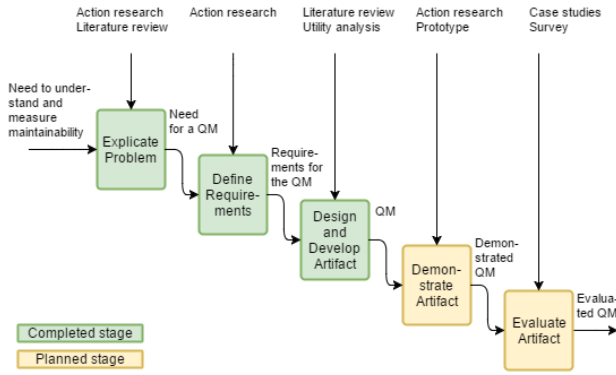 Action research
Literature review
Action research
Literature review
Utility analysis
Action research
Prototype
Case studies
Survey
Need to under-
stand and
measure
maintainability
Explicate
Problem
Need
for a QM
Define
Require-
ments
Require-
ments for
the QM
Design
and
Develop
Artifact
QM
Demon-
strate
Artifact
Demon-
strated
QM
Evaluate
Artifact
Evalua-
ted QM
Completed stage
Planned stage